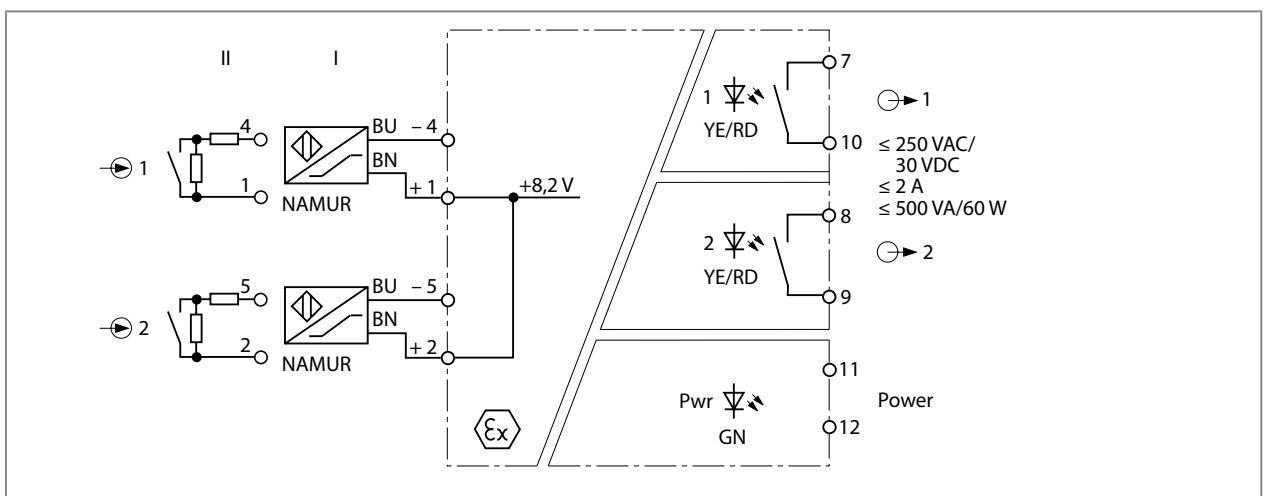 II
I
4
1
1
BU
– 4
BN
+ 1
NAMUR
+8,2 V
5
2
2
BU
– 5
BN
+ 2
NAMUR
Ex
1
YE/RD
7
10
1
≤ 250 VAC/
30 VDC
≤ 2 A
≤ 500 VA/60 W
2
YE/RD
8
9
2
Pwr
GN
11
12
Power